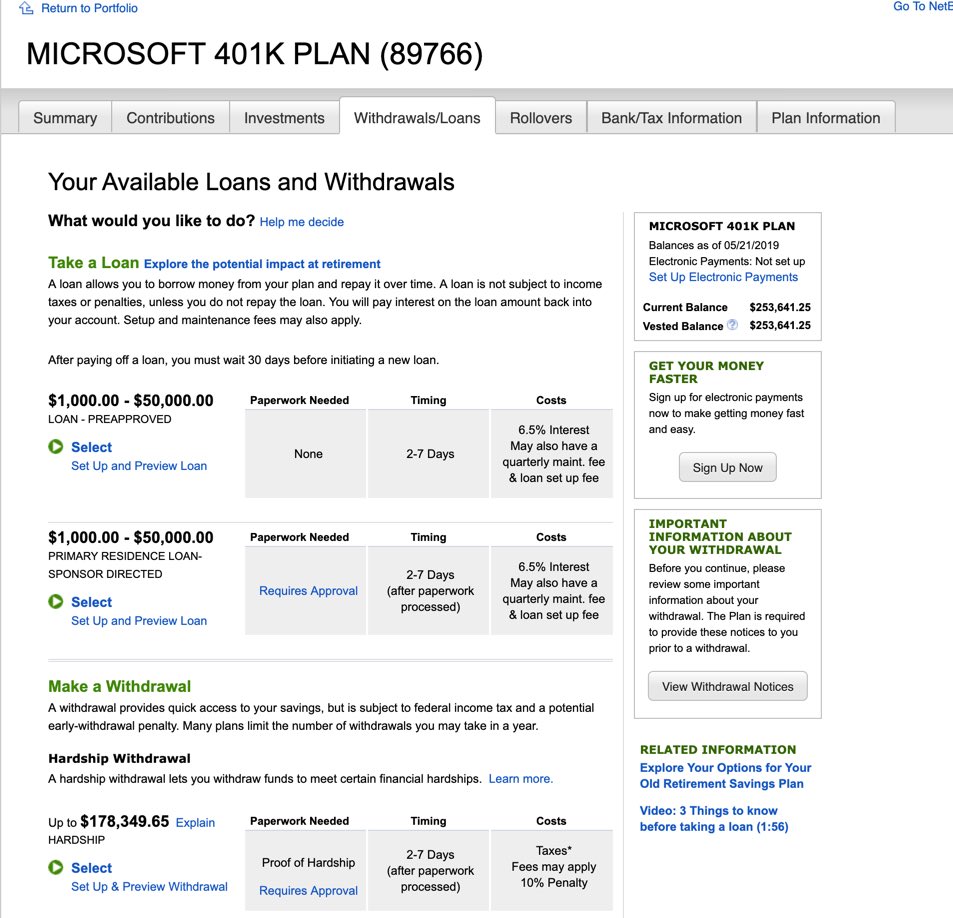 Return to Portfolio
Go To NetB
MICROSOFT 401K PLAN (89766)
Summary
Contributions
Investments
Withdrawals/Loans
Rollovers
Bank/Tax Information
Plan Information
Your Available Loans and Withdrawals
What would you like to do? Help me decide
Take a Loan Explore the potential impact at retirement
A loan allows you to borrow money from your plan and repay it over time. A loan is not subject to income
taxes or penalties, unless you do not repay the loan. You will pay interest on the loan amount back into
your account. Setup and maintenance fees may also apply.
After paying off a loan, you must wait 30 days before initiating a new loan.
$1,000.00 - $50,000.00
LOAN - PREAPPROVED
Select
Set Up and Preview Loan
Paperwork Needed
None
Timing
2-7 Days
Costs
6.5% Interest
May also have a
quarterly maint. fee
& loan set up fee
$1,000.00 - $50,000.00
PRIMARY RESIDENCE LOAN-
SPONSOR DIRECTED
Select
Set Up and Preview Loan
Paperwork Needed
Requires Approval
Timing
2-7 Days
(after paperwork
processed)
Costs
6.5% Interest
May also have a
quarterly maint. fee
& loan set up fee
Make a Withdrawal
A withdrawal provides quick access to your savings, but is subject to federal income tax and a potential
early-withdrawal penalty. Many plans limit the number of withdrawals you may take in a year.
Hardship Withdrawal
A hardship withdrawal lets you withdraw funds to meet certain financial hardships. Learn more.
Up to $178,349.65 Explain
HARDSHIP
Select
Set Up & Preview Withdrawal
Paperwork Needed
Proof of Hardship
Requires Approval
Timing
2-7 Days
(after paperwork
processed)
Costs
Taxes*
Fees may apply
10% Penalty
MICROSOFT 401K PLAN
Balances as of 05/21/2019
Electronic Payments: Not set up
Set Up Electronic Payments
Current Balance $253,641.25
Vested Balance ? $253,641.25
GET YOUR MONEY
FASTER
Sign up for electronic payments
now to make getting money fast
and easy.
Sign Up Now
IMPORTANT
INFORMATION ABOUT
YOUR WITHDRAWAL
Before you continue, please
review some important
information about your
withdrawal. The Plan is required
to provide these notices to you
prior to a withdrawal.
View Withdrawal Notices
RELATED INFORMATION
Explore Your Options for Your
Old Retirement Savings Plan
Video: 3 Things to know
before taking a loan (1:56)